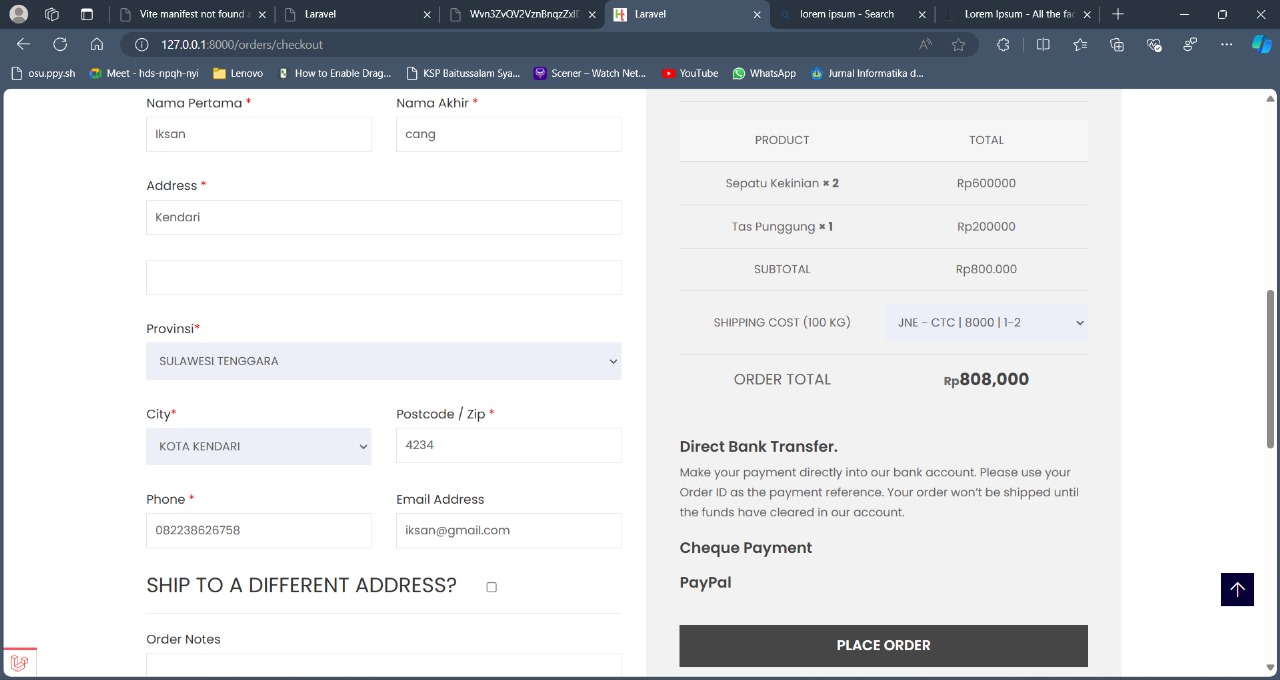 Vite manifest not found a
Laravel
Wvn3ZvQV2VznBnqzZxlD
Laravel
lorem ipsum - Search
Lorem Ipsum - All the fac
127.0.0.1:8000/orders/checkout
osu.ppy.sh
Meet - hds-npqh-nyi
Lenovo
How to Enable Drag...
KSP Baitussalam Sya...
Scener – Watch Net...
YouTube
WhatsApp
Jurnal Informatika d...
Nama Pertama *
Nama Akhir *
Iksan
cang
Address *
Kendari
Provinsi*
SULAWESI TENGGARA
City*
Postcode / Zip *
KOTA KENDARI
4234
Phone *
Email Address
082238626758
iksan@gmail.com
SHIP TO A DIFFERENT ADDRESS?
Order Notes
PRODUCT TOTAL
Sepatu Kekinian × 2 Rp600000
Tas Punggung × 1 Rp200000
SUBTOTAL Rp800.000
SHIPPING COST (100 KG) JNE - CTC | 8000 | 1-2
ORDER TOTAL Rp808,000
Direct Bank Transfer.
Make your payment directly into our bank account. Please use your
Order ID as the payment reference. Your order won't be shipped until
the funds have cleared in our account.
Cheque Payment
PayPal
PLACE ORDER